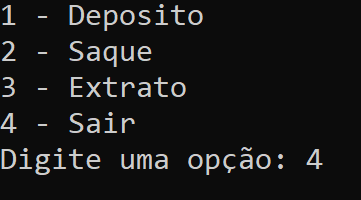 1 - Deposito
2 - Saque
3 - Extrato
4 - Sair
Digite uma opção: 4